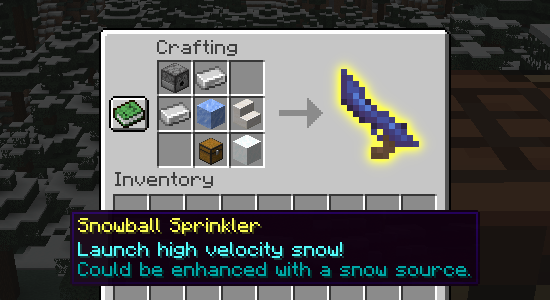 Crafting
Inventory
Snowball Sprinkler
Launch high velocity snow!
Could be enhanced with a snow source.